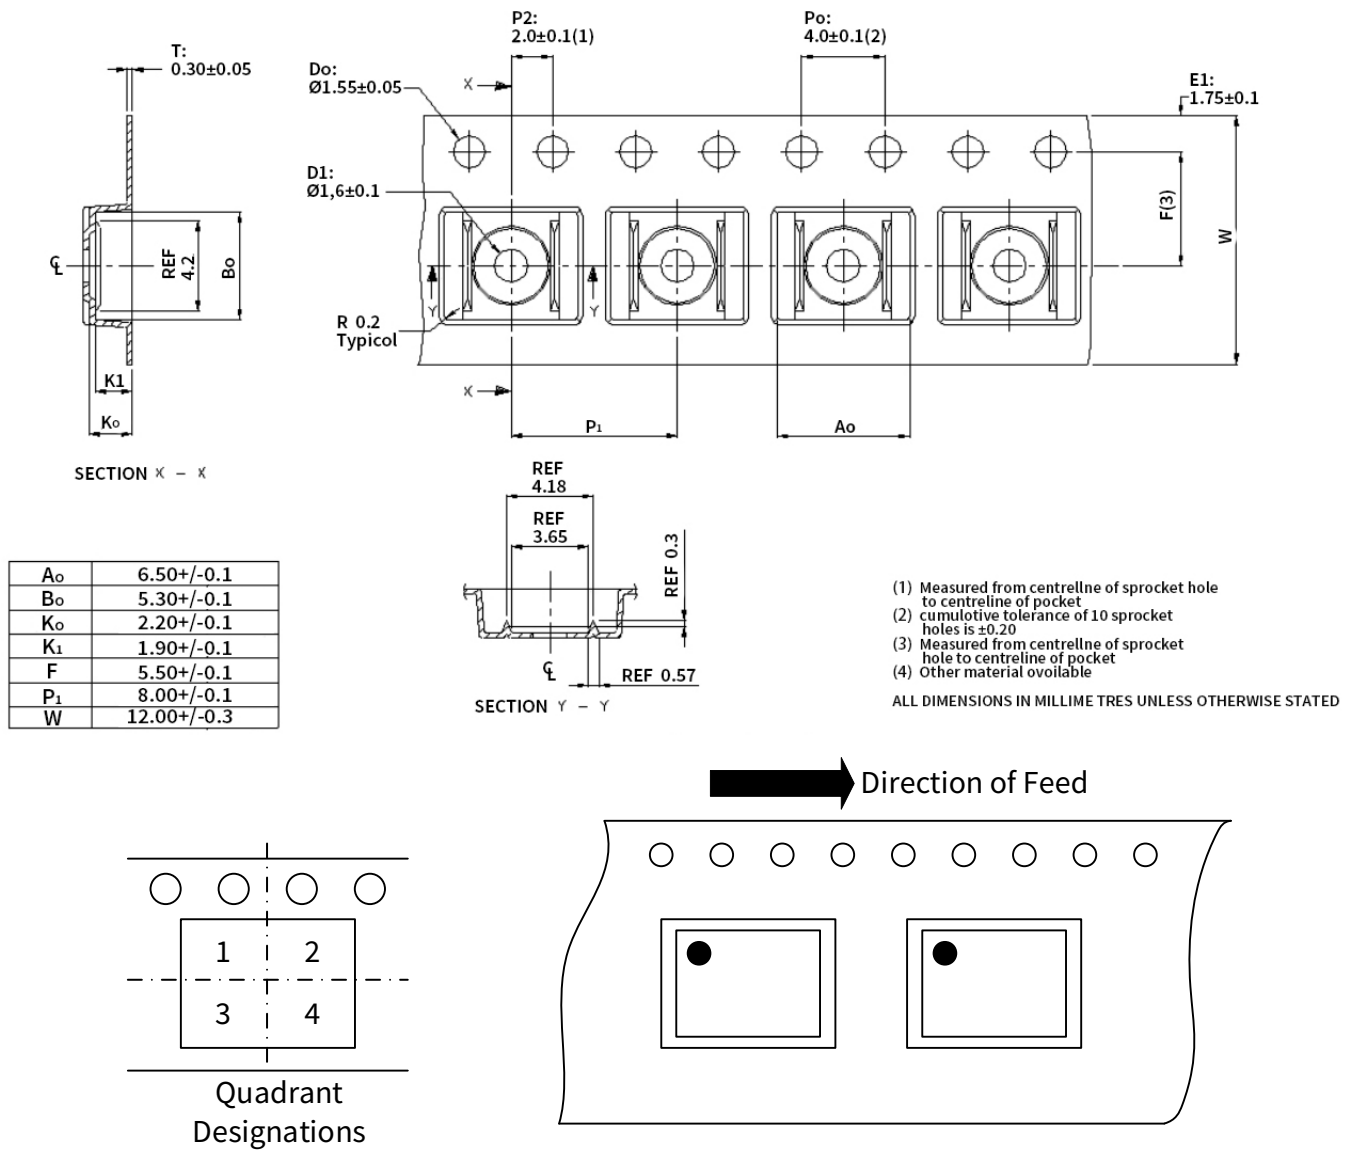 P2:
2.0±0.1(1)
Po:
4.0±0.1(2)
T:
0.30±0.05
Do:
Ø1.55±0.05
X
E1:
1.75±0.1
D1:
Ø1,6±0.1
F(3)
W
℄
REF
4.2
Bo
Y
Y
R 0.2
Typicol
K1
Ko
X
P1
Ao
SECTION X - X
REF
4.18
REF
3.65
REF 0.3
℄
REF 0.57
SECTION Y - Y
Ao 6.50+/-0.1
Bo 5.30+/-0.1
Ko 2.20+/-0.1
K1 1.90+/-0.1
F 5.50+/-0.1
P1 8.00+/-0.1
W 12.00+/-0.3
(1) Measured from centrellne of sprocket hole
to centreline of pocket
(2) cumulotive tolerance of 10 sprocket
holes is ±0.20
(3) Measured from centrellne of sprocket
hole to centreline of pocket
(4) Other material ovoilable
ALL DIMENSIONS IN MILLIME TRES UNLESS OTHERWISE STATED
Direction of Feed
1 2
3 4
Quadrant
Designations